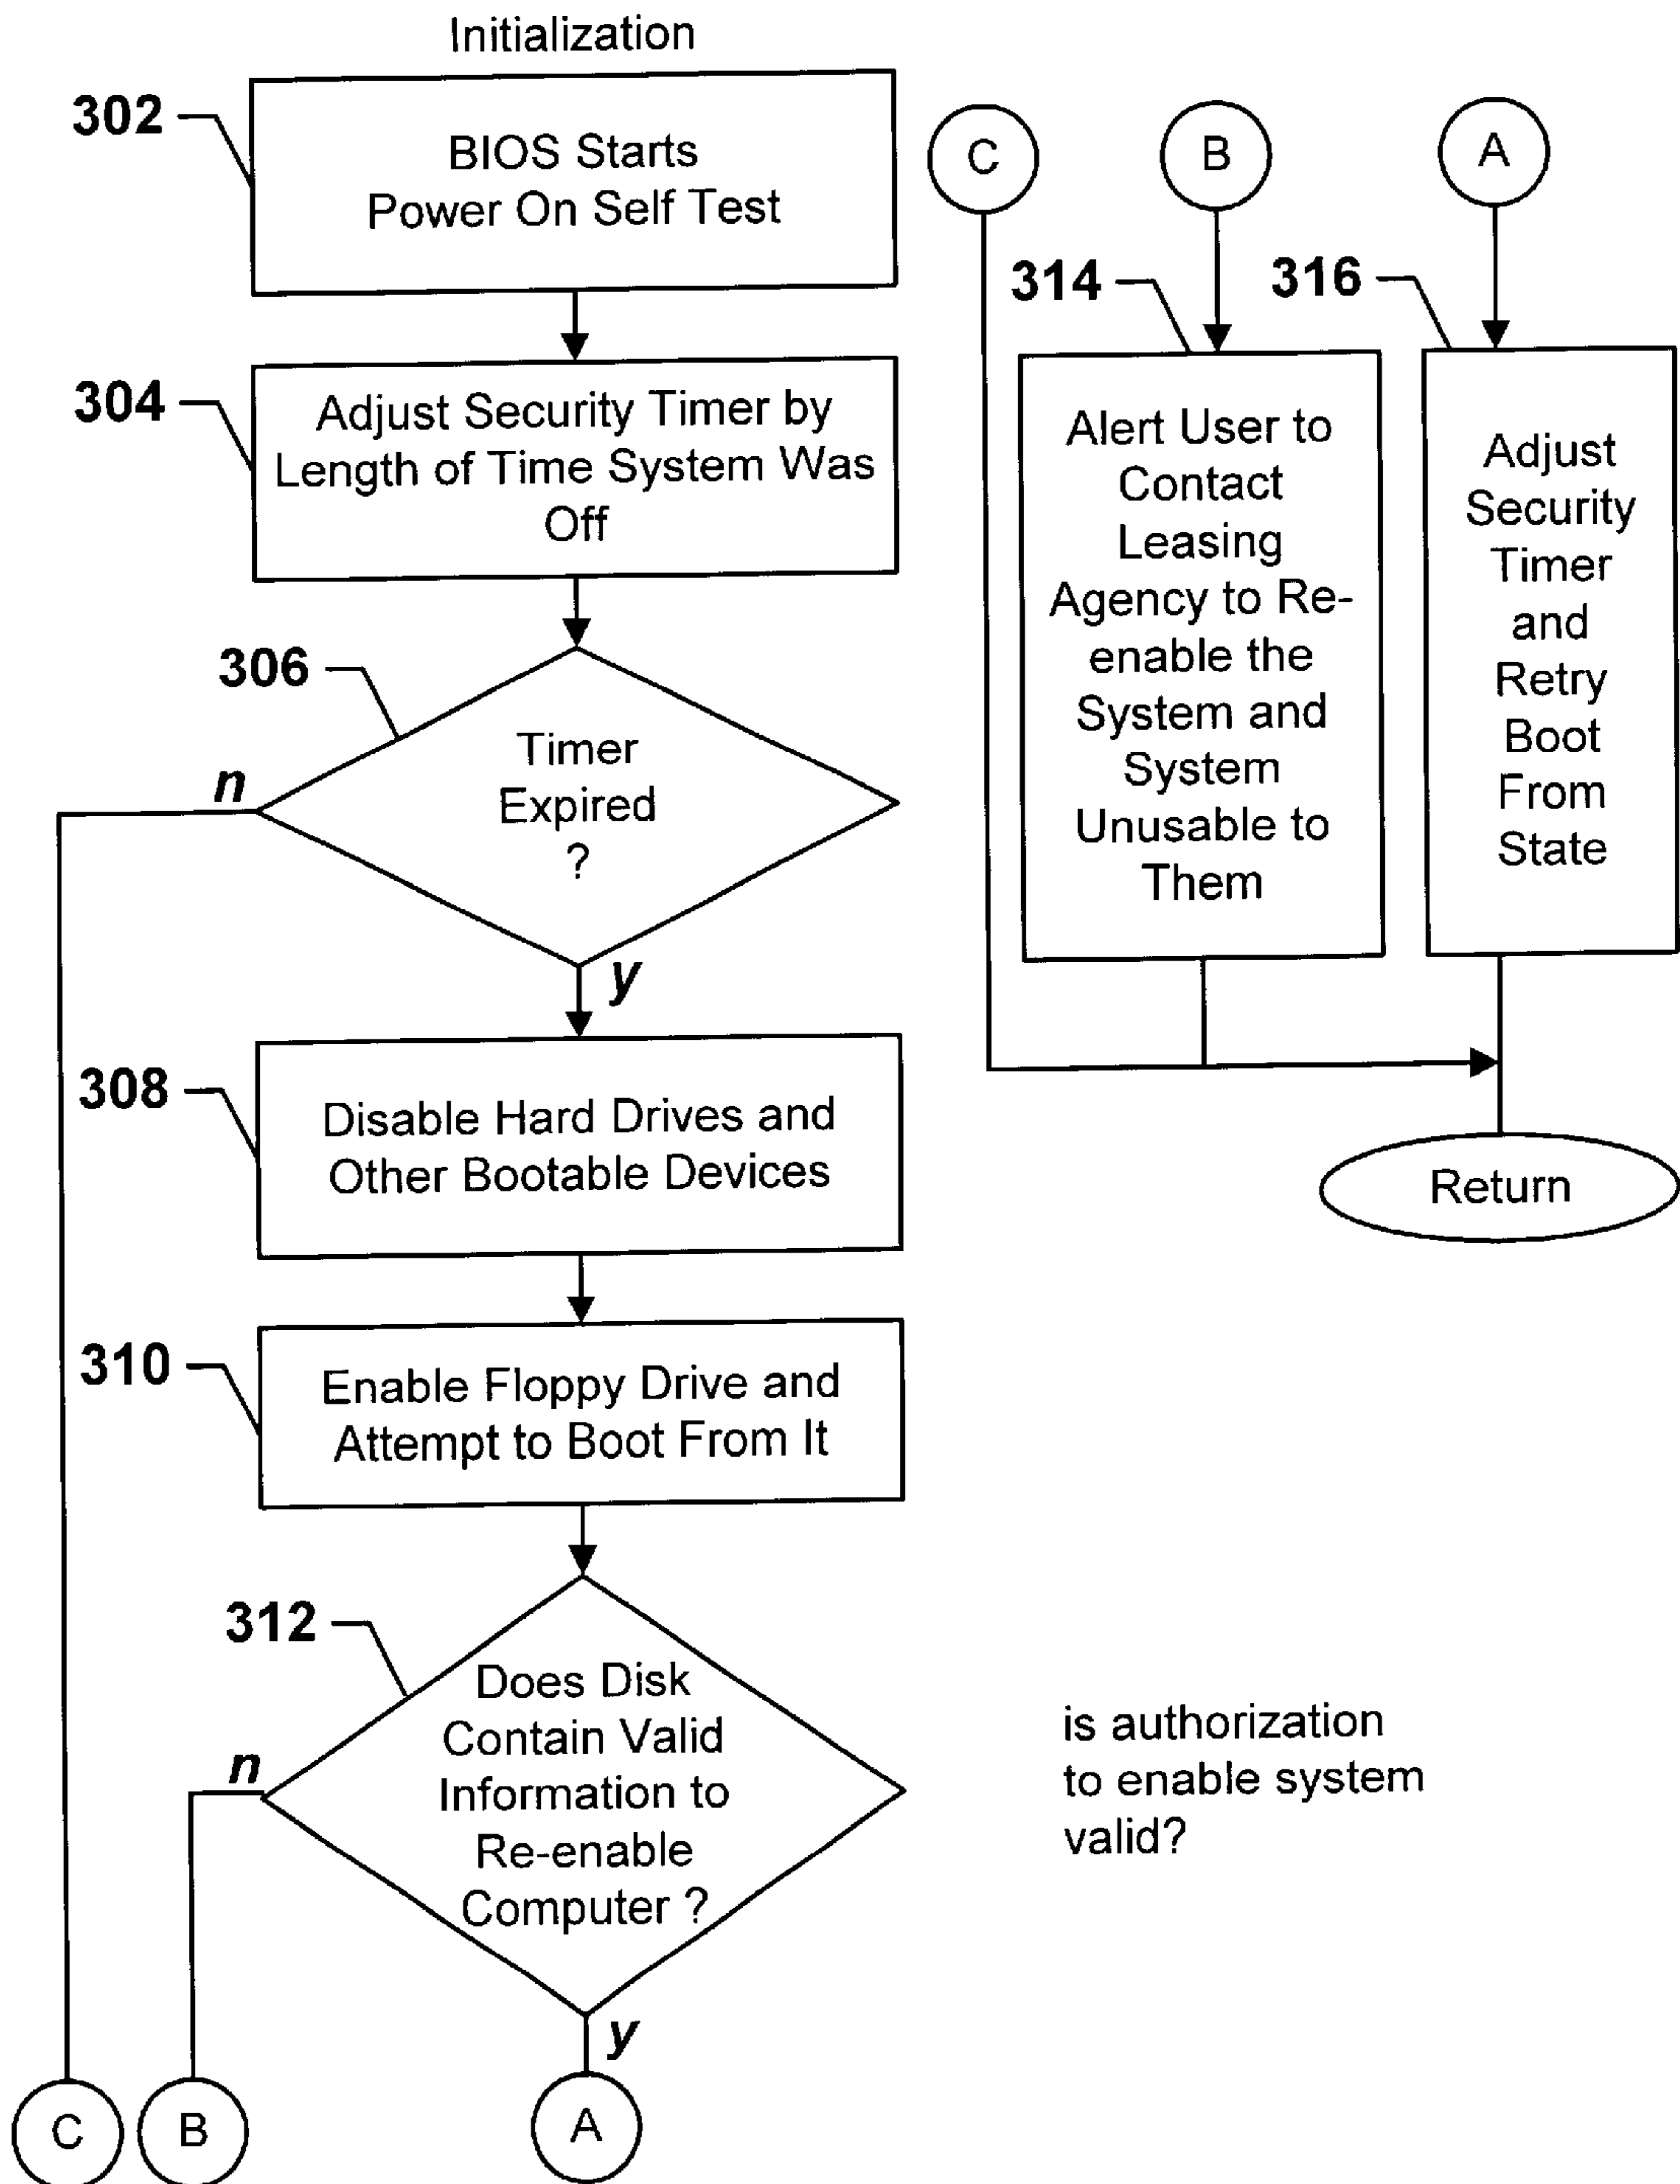 Initialization
302
BIOS Starts
Power On Self Test
304
Adjust Security Timer by
Length of Time System Was
Off
306
Timer
Expired
?
n
y
308
Disable Hard Drives and
Other Bootable Devices
310
Enable Floppy Drive and
Attempt to Boot From It
312
Does Disk
Contain Valid
Information to
Re-enable
Computer ?
n
y
C
B
A
C
B
A
314
Alert User to
Contact
Leasing
Agency to Re-
enable the
System and
System
Unusable to
Them
316
Adjust
Security
Timer
and
Retry
Boot
From
State
Return
is authorization
to enable system
valid?